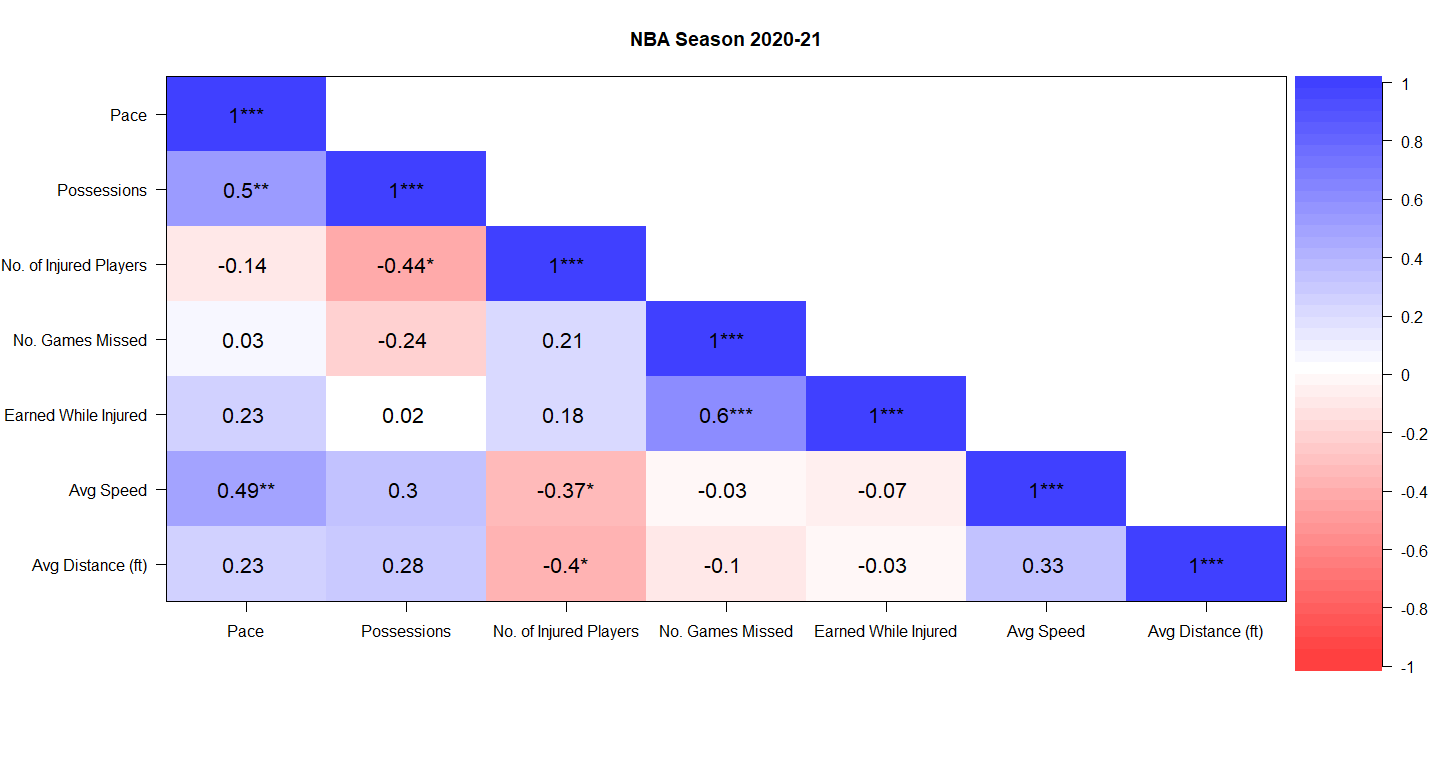 NBA Season 2020-21
Pace 1***
Possessions 0.5** 1***
No. of Injured Players -0.14 -0.44* 1***
No. Games Missed 0.03 -0.24 0.21 1***
Earned While Injured 0.23 0.02 0.18 0.6*** 1***
Avg Speed 0.49** 0.3 -0.37* -0.03 -0.07 1***
Avg Distance (ft) 0.23 0.28 -0.4* -0.1 -0.03 0.33 1***
Pace Possessions No. of Injured Players No. Games Missed Earned While Injured Avg Speed Avg Distance (ft)
1
0.8
0.6
0.4
0.2
0
-0.2
-0.4
-0.6
-0.8
-1